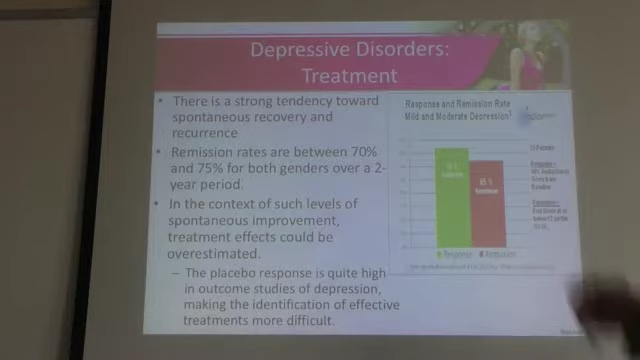 Depressive Disorders:
Treatment
• There is a strong tendency toward
spontaneous recovery and
recurrence
• Remission rates are between 70%
and 75% for both genders over a 2-
year period.
• In the context of such levels of
spontaneous improvement,
treatment effects could be
overestimated.
– The placebo response is quite high
in outcome studies of depression,
making the identification of effective
treatments more difficult.
Response and Remission Rate
Mild and Moderate Depression
Response Remission